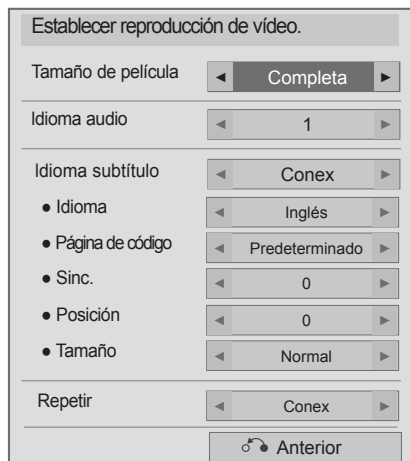 Establecer reproducción de vídeo.
Tamaño de película ◄ Completa ►
Idioma audio ◄ 1 ►
Idioma subtítulo ◄ Conex ►
● Idioma ◄ Inglés ►
● Página de código ◄ Predeterminado ►
● Sinc. ◄ 0 ►
● Posición ◄ 0 ►
● Tamaño ◄ Normal ►
Repetir ◄ Conex ►
Anterior